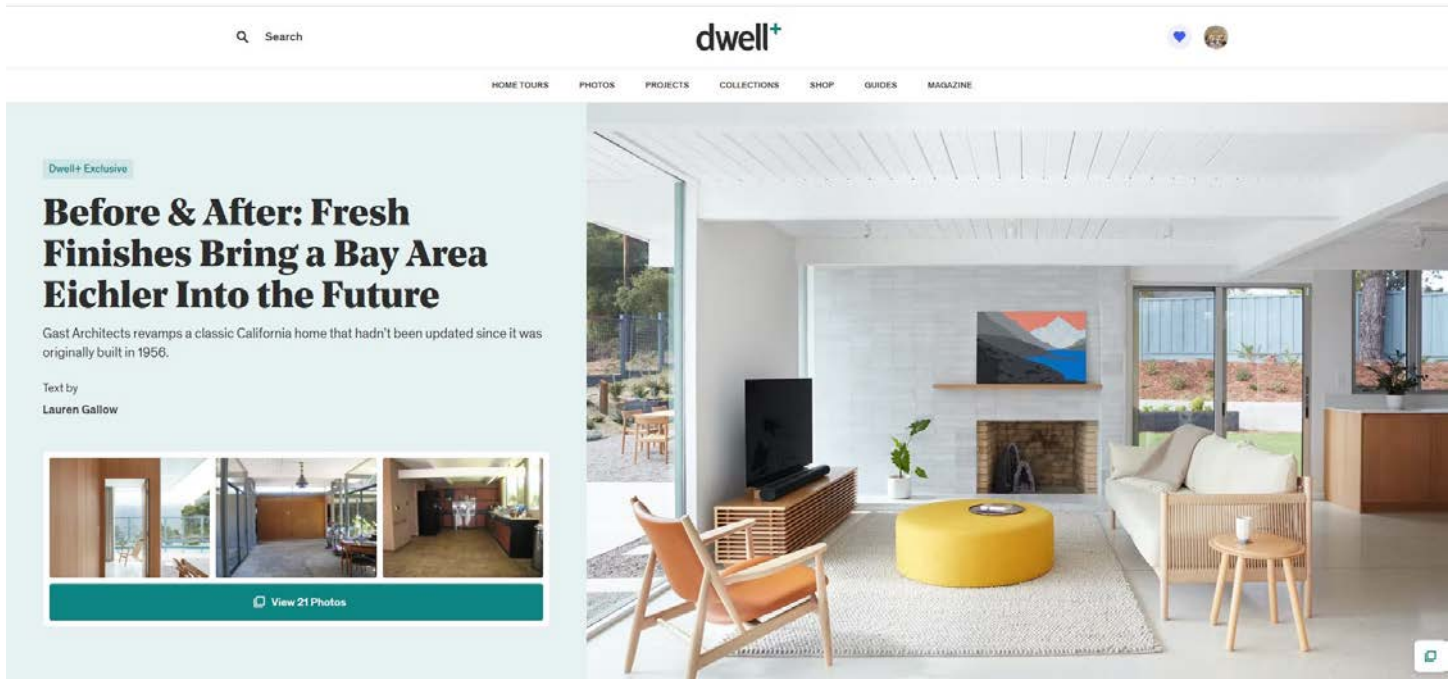 Search
dwell+
HOME TOURS PHOTOS PROJECTS COLLECTIONS SHOP GUIDES MAGAZINE
Dwell+ Exclusive
Before & After: Fresh
Finishes Bring a Bay Area
Eichler Into the Future
Gast Architects revamps a classic California home that hadn't been updated since it was
originally built in 1956.
Text by
Lauren Gallow
View 21 Photos